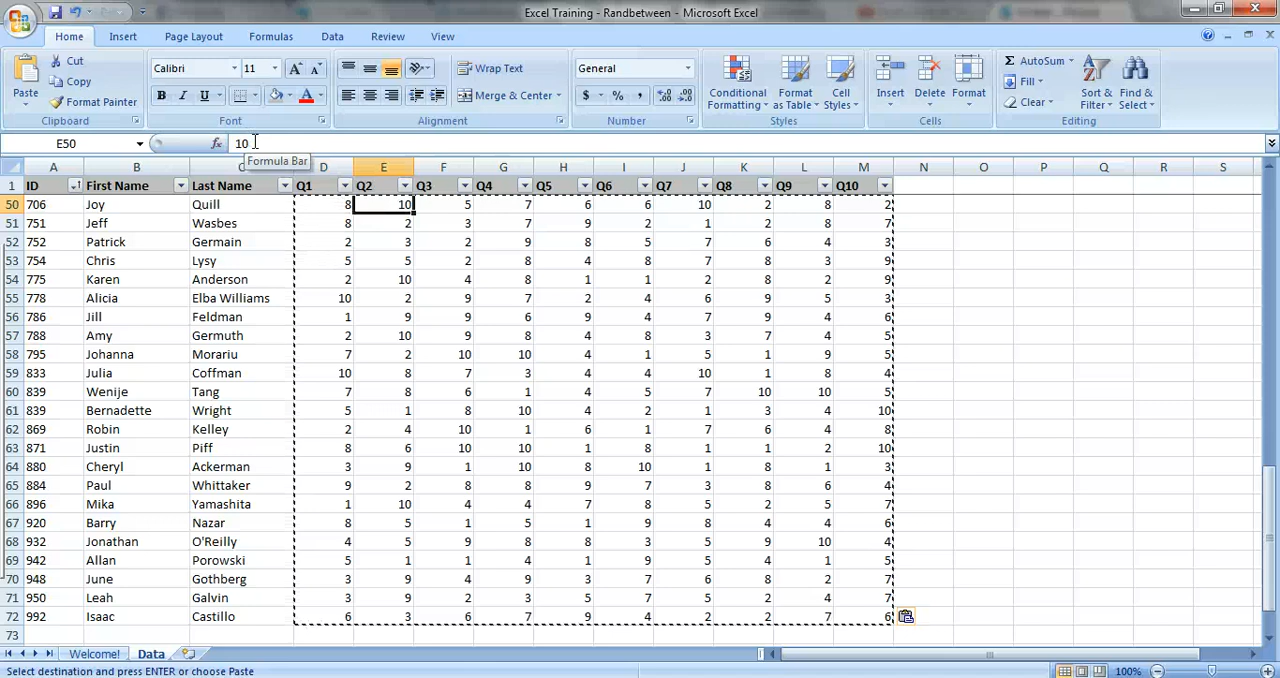 Excel Training - Randbetween - Microsoft Excel
Home Insert Page Layout Formulas Data Review View
Paste Cut Copy Format Painter Clipboard
Calibri 11 B I U A Font
Wrap Text Merge & Center Alignment
General $ % , Number
Conditional Formatting Format as Table Cell Styles Styles
Insert Delete Format Cells
Σ AutoSum Fill Clear Sort & Filter Find & Select Editing
E50 fx 10
Formula Bar
A B C D E F G H I J K L M N O P Q R S
1 ID First Name Last Name Q1 Q2 Q3 Q4 Q5 Q6 Q7 Q8 Q9 Q10
50 706 Joy Quill 8 10 5 7 6 6 10 2 8 2
51 751 Jeff Wasbes 8 2 3 7 9 2 1 2 8 7
52 752 Patrick Germain 2 3 2 9 8 5 7 6 4 3
53 754 Chris Lysy 5 5 2 8 4 8 7 8 3 9
54 775 Karen Anderson 2 10 4 8 1 1 2 8 2 9
55 778 Alicia Elba Williams 10 2 9 7 2 4 6 9 5 3
56 786 Jill Feldman 1 9 9 6 9 4 7 9 4 6
57 788 Amy Germuth 2 10 9 8 4 8 3 7 4 5
58 795 Johanna Morariu 7 2 10 10 4 1 5 1 9 5
59 833 Julia Coffman 10 8 7 3 4 4 10 1 8 4
60 839 Wenije Tang 7 8 6 1 4 5 7 10 10 5
61 839 Bernadette Wright 5 1 8 10 4 2 1 3 4 10
62 869 Robin Kelley 2 4 10 1 6 1 7 6 4 8
63 871 Justin Piff 8 6 10 10 1 8 1 1 2 10
64 880 Cheryl Ackerman 3 9 1 10 8 10 1 8 1 3
65 884 Paul Whittaker 9 2 8 8 9 7 3 8 6 4
66 896 Mika Yamashita 1 10 4 4 7 8 5 2 5 7
67 920 Barry Nazar 8 5 1 5 1 9 8 4 4 6
68 932 Jonathan O'Reilly 4 5 9 8 8 3 5 9 10 4
69 942 Allan Porowski 5 1 1 4 1 9 5 4 1 5
70 948 June Gothberg 3 9 4 9 3 7 6 8 2 7
71 950 Leah Galvin 3 9 2 3 5 7 5 2 4 7
72 992 Isaac Castillo 6 3 6 7 9 4 2 2 7 6
73
Welcome! Data
Select destination and press ENTER or choose Paste 100%